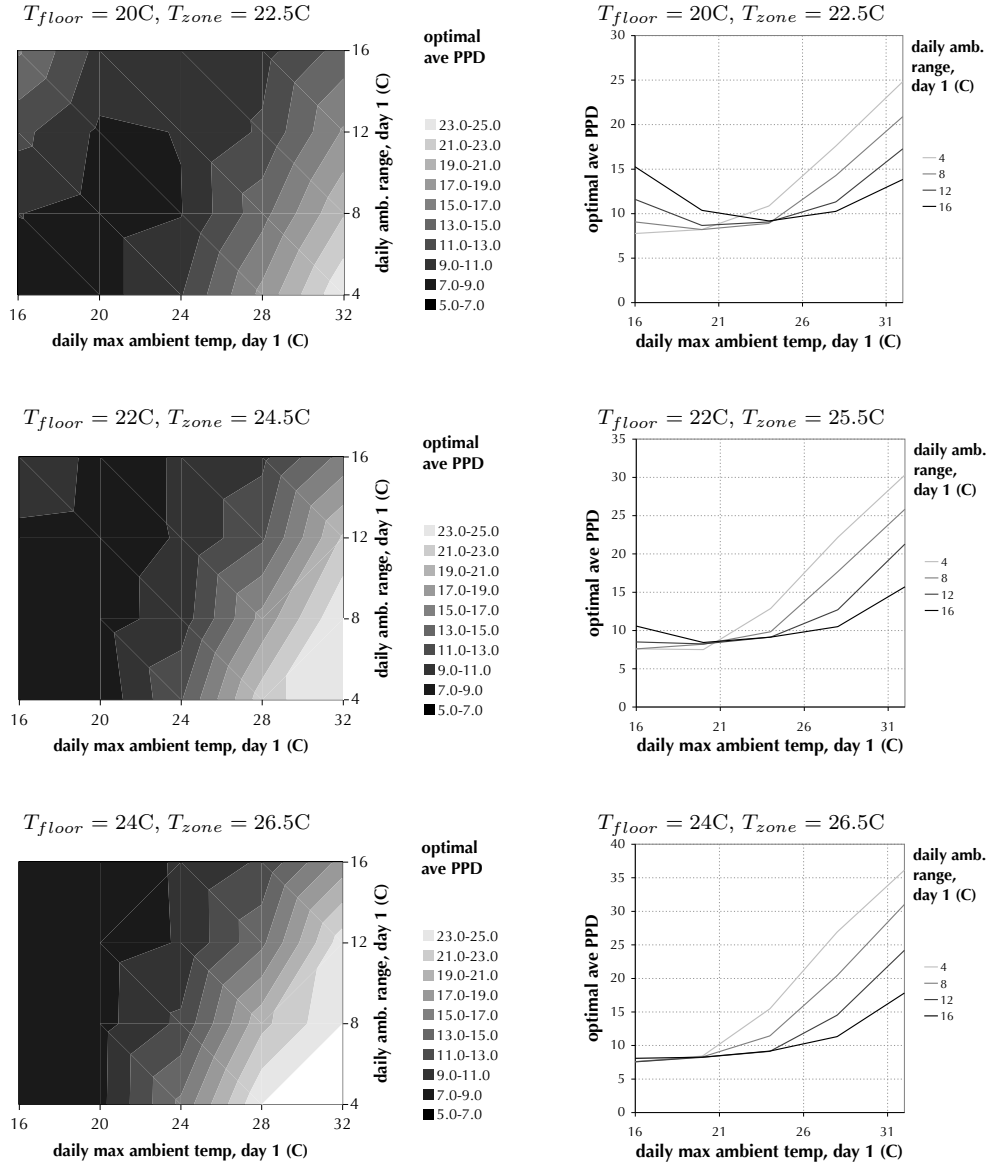 T_floor = 20C, T_zone = 22.5C
optimal
ave PPD
16
12
8
4
daily amb. range, day 1 (C)
23.0-25.0
21.0-23.0
19.0-21.0
17.0-19.0
15.0-17.0
13.0-15.0
11.0-13.0
9.0-11.0
7.0-9.0
5.0-7.0
16 20 24 28 32
daily max ambient temp, day 1 (C)
T_floor = 20C, T_zone = 22.5C
30
25
20
15
10
5
0
optimal ave PPD
daily amb.
range,
day 1 (C)
4
8
12
16
16 21 26 31
daily max ambient temp, day 1 (C)
T_floor = 22C, T_zone = 24.5C
optimal
ave PPD
16
12
8
4
daily amb. range, day 1 (C)
23.0-25.0
21.0-23.0
19.0-21.0
17.0-19.0
15.0-17.0
13.0-15.0
11.0-13.0
9.0-11.0
7.0-9.0
5.0-7.0
16 20 24 28 32
daily max ambient temp, day 1 (C)
T_floor = 22C, T_zone = 25.5C
35
30
25
20
15
10
5
0
optimal ave PPD
daily amb.
range,
day 1 (C)
4
8
12
16
16 21 26 31
daily max ambient temp, day 1 (C)
T_floor = 24C, T_zone = 26.5C
optimal
ave PPD
16
12
8
4
daily amb. range, day 1 (C)
23.0-25.0
21.0-23.0
19.0-21.0
17.0-19.0
15.0-17.0
13.0-15.0
11.0-13.0
9.0-11.0
7.0-9.0
5.0-7.0
16 20 24 28 32
daily max ambient temp, day 1 (C)
T_floor = 24C, T_zone = 26.5C
40
35
30
25
20
15
10
5
0
optimal ave PPD
daily amb.
range,
day 1 (C)
4
8
12
16
16 21 26 31
daily max ambient temp, day 1 (C)